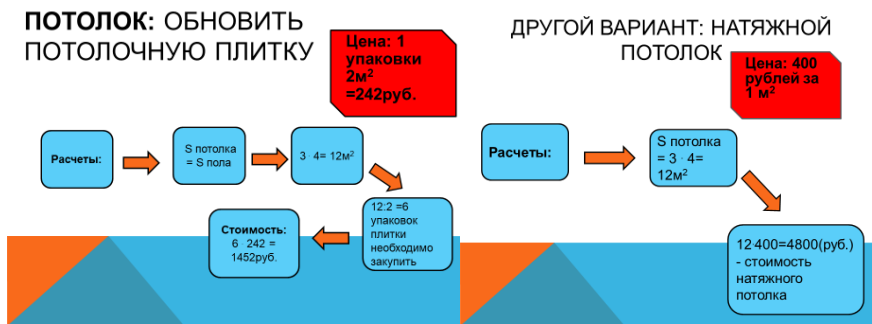 ПОТОЛОК: ОБНОВИТЬ
ПОТОЛОЧНУЮ ПЛИТКУ
Цена: 1
упаковки
2м²
=242руб.
Расчеты:
S потолка
= S пола
3 · 4= 12м²
12:2 =6
упаковок
плитки
необходимо
закупить
Стоимость:
6 · 242 =
1452руб.
ДРУГОЙ ВАРИАНТ: НАТЯЖНОЙ
ПОТОЛОК
Цена: 400
рублей за
1 м²
Расчеты:
S потолка
= 3 · 4=
12м²
12·400=4800(руб.)
- стоимость
натяжного
потолка